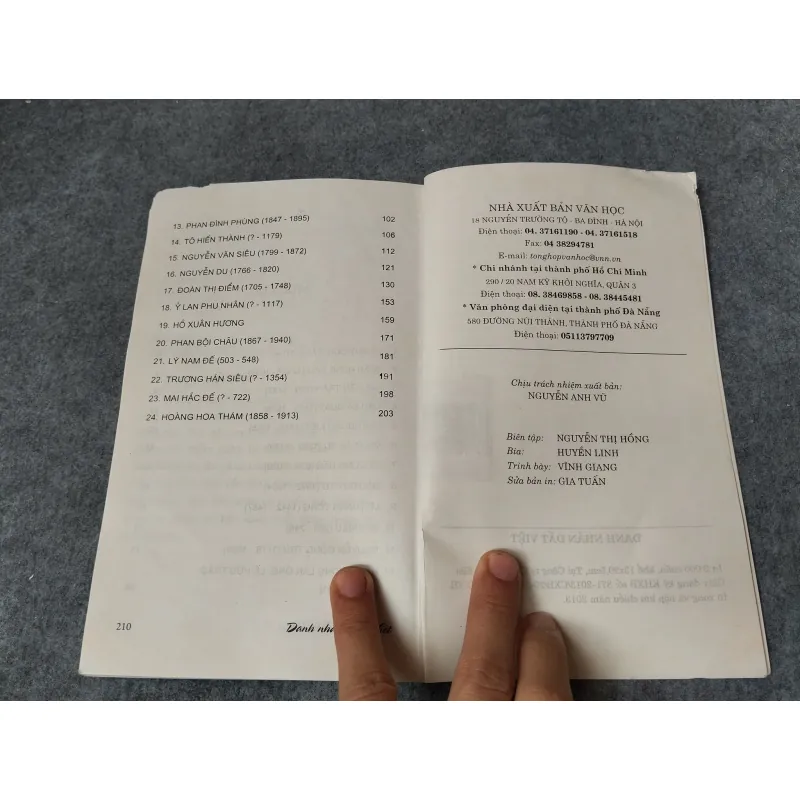 13. PHAN ĐÌNH PHÙNG (1847 - 1895) 102
14. TÔ HIẾN THÀNH (? - 1179) 106
15. NGUYỄN VĂN SIÊU (1799 - 1872) 112
16. NGUYỄN DU (1766 - 1820) 121
17. ĐOÀN THỊ ĐIỂM (1705 - 1748) 130
18. Ỷ LAN PHU NHÂN (? - 1117) 153
19. HỒ XUÂN HƯƠNG 159
20. PHAN BỘI CHÂU (1867 - 1940) 171
21. LÝ NAM ĐẾ (503 - 548) 181
22. TRƯƠNG HÁN SIÊU (? - 1354) 191
23. MAI HẮC ĐẾ (? - 722) 198
24. HOÀNG HOA THÁM (1858 - 1913) 203
210
Danh
NHÀ XUẤT BẢN VĂN HỌC
18 NGUYỄN TRƯỜNG TỘ - BA ĐÌNH - HÀ NỘI
Điện thoại: 04. 37161190 - 04. 37161518
Fax: 04 38294781
E-mail: tonghopvanhoc@vnn.vn
* Chi nhánh tại thành phố Hồ Chí Minh
290 / 20 NAM KỲ KHỞI NGHĨA, QUẬN 3
Điện thoại: 08. 38469858 - 08. 38445481
* Văn phòng đại diện tại thành phố Đà Nẵng
580 ĐƯỜNG NÚI THÀNH, THÀNH PHỐ ĐÀ NẴNG
Điện thoại: 05113797709
Chịu trách nhiệm xuất bản:
NGUYỄN ANH VŨ
Biên tập: NGUYỄN THỊ HỒNG
Bìa: HUYỀN LINH
Trình bày: VĨNH GIANG
Sửa bản in: GIA TUẤN
DANH NHÂN ĐẤT VIỆT